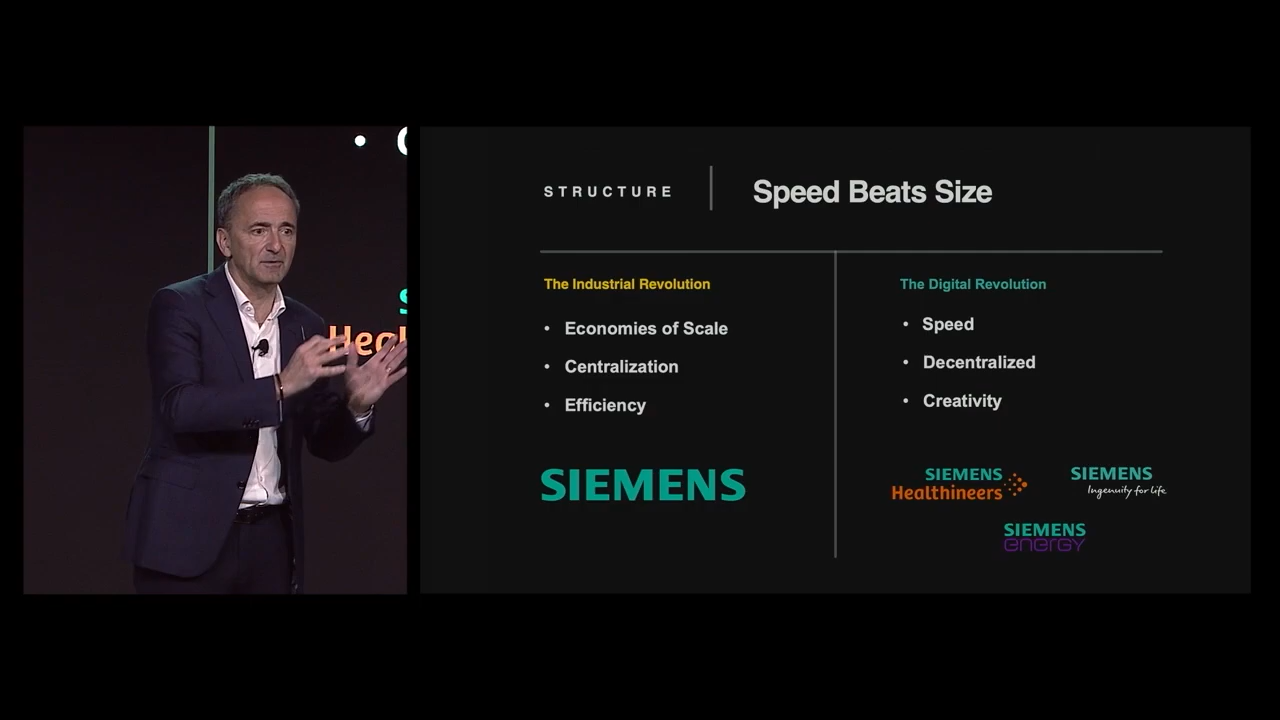 STRUCTURE
Speed Beats Size
The Industrial Revolution
• Economies of Scale
• Centralization
• Efficiency
SIEMENS
The Digital Revolution
• Speed
• Decentralized
• Creativity
SIEMENS
Healthineers
SIEMENS
Ingenuity for life
SIEMENS
energy